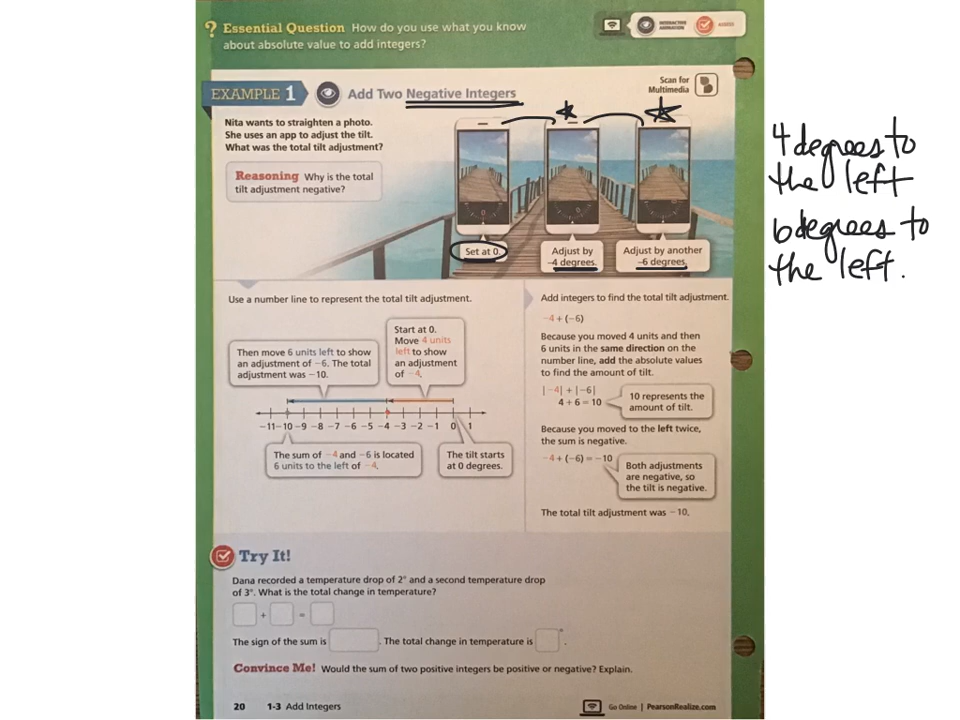 ? Essential Question How do you use what you know
about absolute value to add integers?
INTERACTIVE
ANIMATION
ASSESS
EXAMPLE 1 Add Two Negative Integers
Scan for
Multimedia
Nita wants to straighten a photo.
She uses an app to adjust the tilt.
What was the total tilt adjustment?
Reasoning Why is the total
tilt adjustment negative?
Set at 0.
Adjust by
-4 degrees.
Adjust by another
-6 degrees.
4 degrees to
the left
6 degrees to
the left.
Use a number line to represent the total tilt adjustment.
Then move 6 units left to show
an adjustment of -6. The total
adjustment was -10.
Start at 0.
Move 4 units
left to show
an adjustment
of -4.
-11 -10 -9 -8 -7 -6 -5 -4 -3 -2 -1 0 1
The sum of -4 and -6 is located
6 units to the left of -4.
The tilt starts
at 0 degrees.
Add integers to find the total tilt adjustment.
-4 + (-6)
Because you moved 4 units and then
6 units in the same direction on the
number line, add the absolute values
to find the amount of tilt.
|-4| + |-6|
4 + 6 = 10
10 represents the
amount of tilt.
Because you moved to the left twice,
the sum is negative.
-4 + (-6) = -10
Both adjustments
are negative, so
the tilt is negative.
The total tilt adjustment was -10.
Try It!
Dana recorded a temperature drop of 2° and a second temperature drop
of 3°. What is the total change in temperature?
+ =
The sign of the sum is . The total change in temperature is °.
Convince Me! Would the sum of two positive integers be positive or negative? Explain.
20 1-3 Add Integers
Go Online | PearsonRealize.com